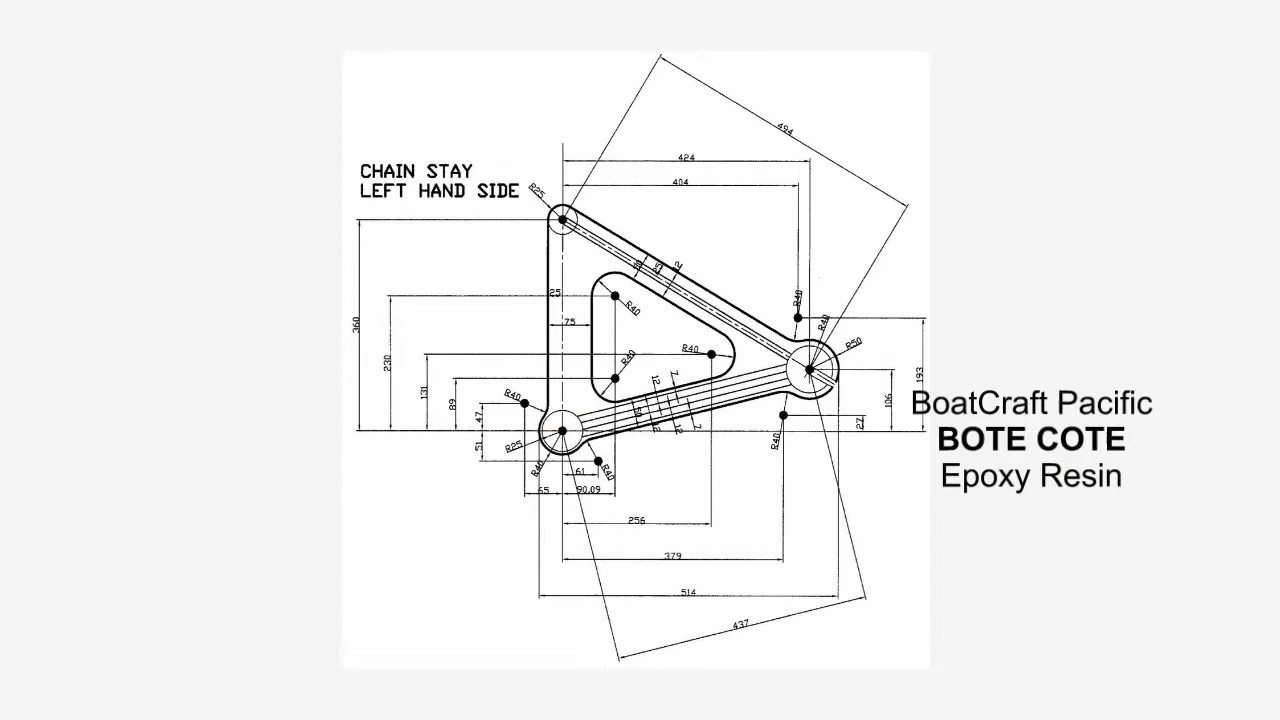 494
424
404
CHAIN STAY
LEFT HAND SIDE
R25
25
R40
R40
R40
75
R50
360
230
R40
R40
193
131
89
R40
106
47
27
51
R25
R40
R40
R40
61
65
90,09
256
379
514
437
7
12
12
7
BoatCraft Pacific
BOTE COTE
Epoxy Resin